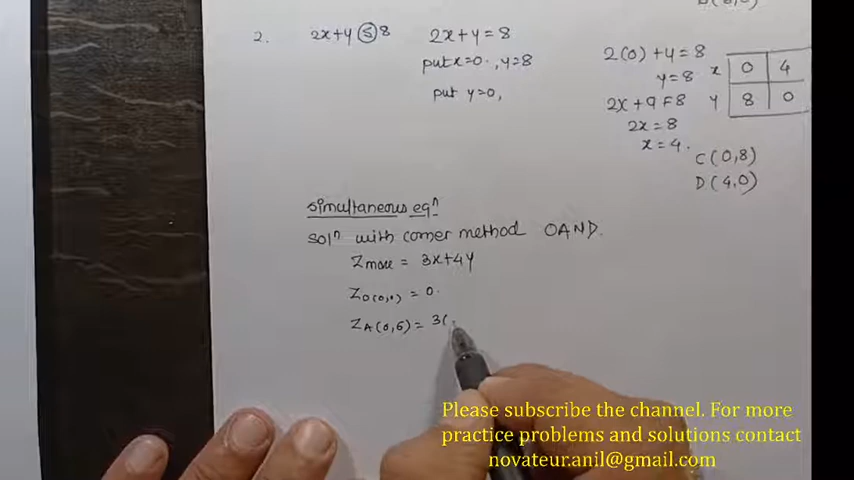 2. 2x+y ≤ 8 2x+y = 8
put x=0, y=8
put y=0,
2(0) + y = 8
y = 8
2x + 0 = 8
2x = 8
x = 4.
x 0 4
y 8 0
C (0,8)
D (4,0)
simultaneous eqⁿ
solⁿ with corner method OAND.
Zmax = 3x+4y
Z O(0,0) = 0.
Z A(0,6) = 3(
Please subscribe the channel. For more
practice problems and solutions contact
novateur.anil@gmail.com